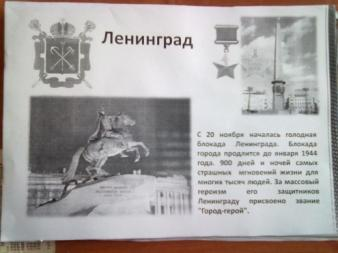 Ленинград
С 20 ноября началась голодная
блокада Ленинграда. Блокада
города продлится до января 1944
года. 900 дней и ночей самых
страшных мгновений жизни для
многих тысяч людей. За массовый
героизм его защитников
Ленинграду присвоено звание
"Город-герой".